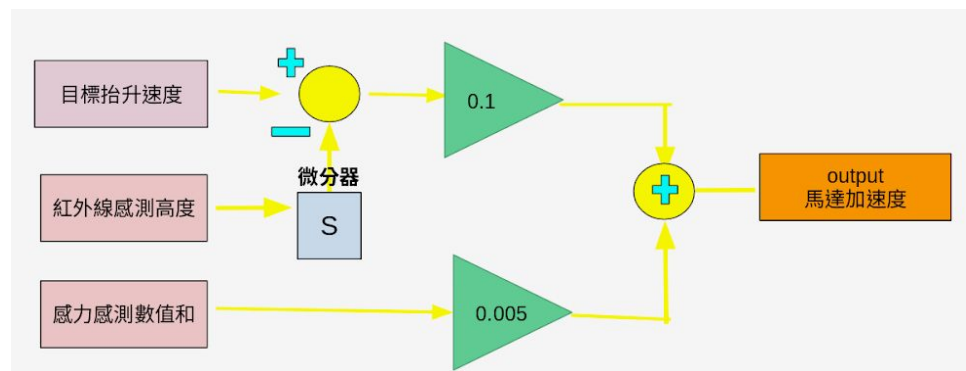 目標抬升速度
0.1
微分器
output
馬達加速度
紅外線感測高度
S
感力感測數值和
0.005